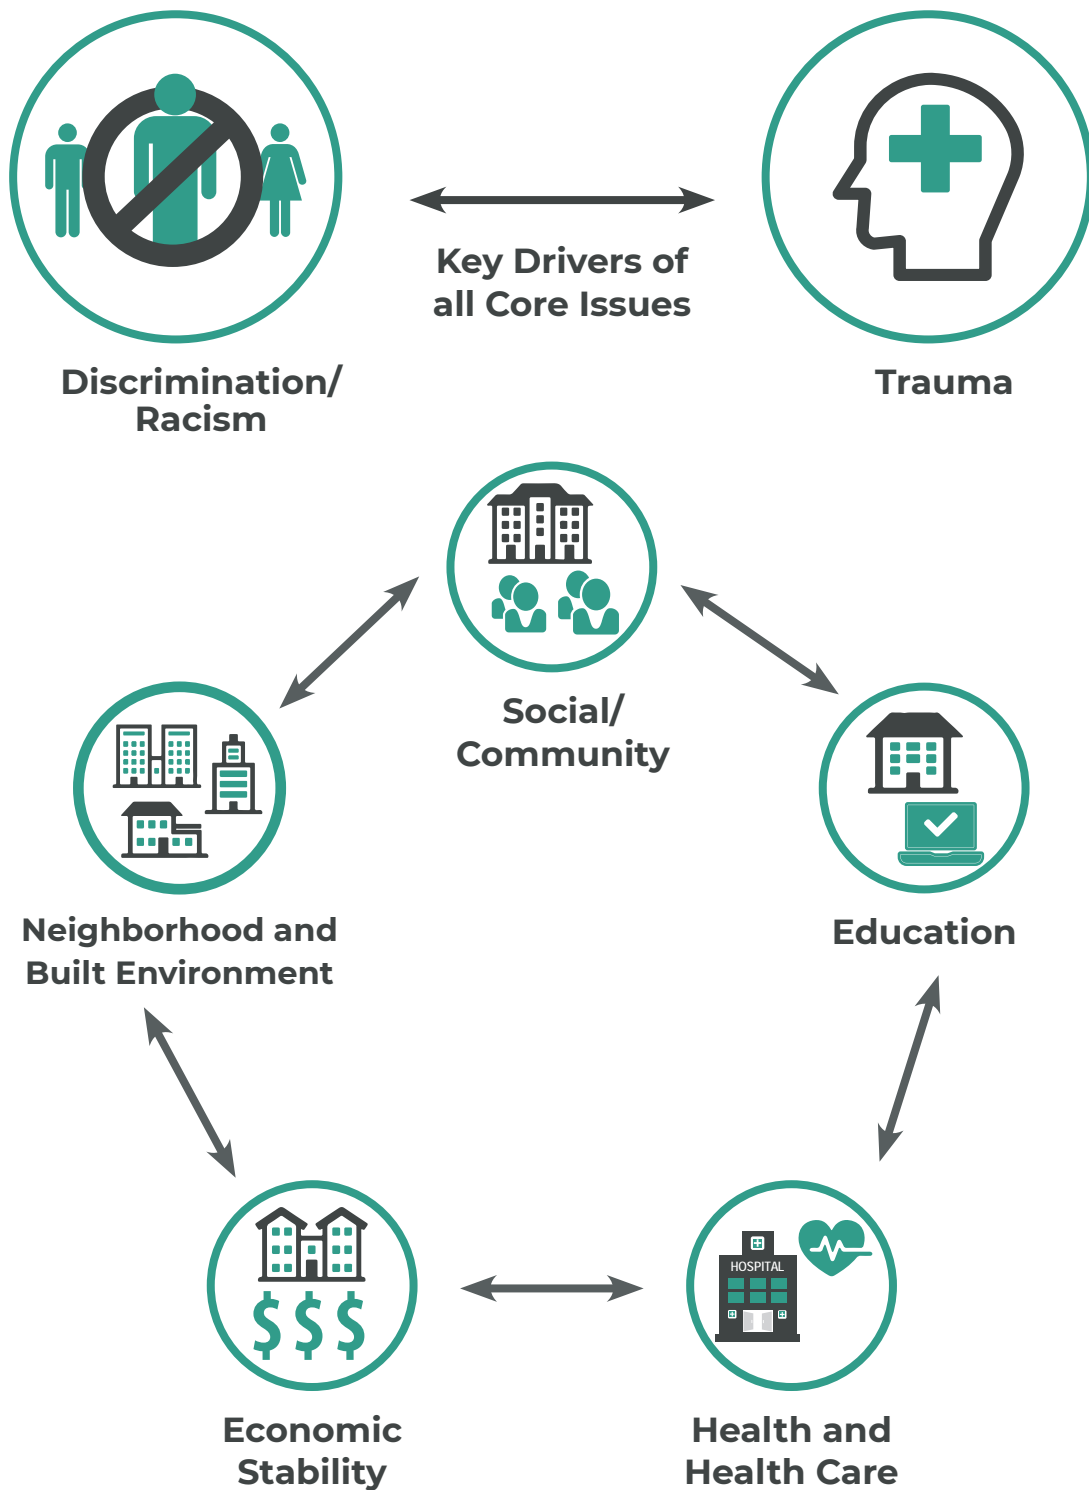 Key Drivers of
all Core Issues
Discrimination/
Racism
Trauma
Social/
Community
Neighborhood and
Built Environment
Education
HOSPITAL
$$$
Economic
Stability
Health and
Health Care